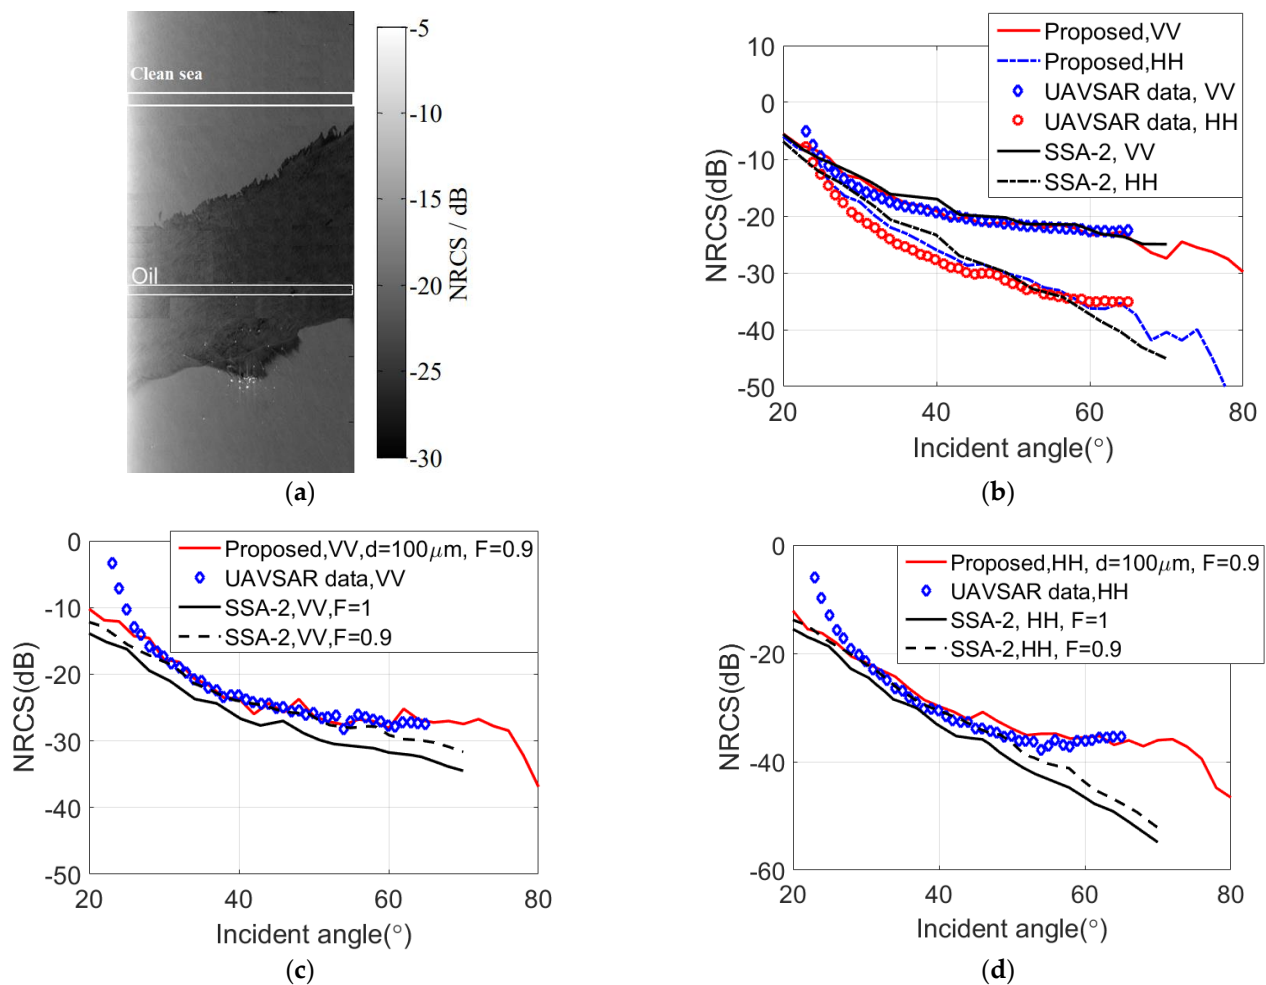 Clean sea
Oil
-5
-10
-15
-20
-25
-30
NRCS / dB
(a)
10
0
-10
-20
-30
-40
-50
20
40
60
80
NRCS(dB)
Incident angle(°)
Proposed,VV
Proposed,HH
UAVSAR data, VV
UAVSAR data, HH
SSA-2, VV
SSA-2, HH
(b)
0
-10
-20
-30
-40
-50
20
40
60
80
NRCS(dB)
Incident angle(°)
Proposed,VV,d=100μm, F=0.9
UAVSAR data,VV
SSA-2,VV,F=1
SSA-2,VV,F=0.9
(c)
0
-20
-40
-60
20
40
60
80
NRCS(dB)
Incident angle(°)
Proposed,HH, d=100μm, F=0.9
UAVSAR data,HH
SSA-2, HH, F=1
SSA-2,HH, F=0.9
(d)